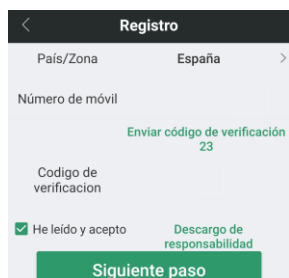 Registro
País/Zona España
Número de móvil
Enviar código de verificación
23
Codigo de
verificacion
He leído y acepto Descargo de
responsabilidad
Siguiente paso